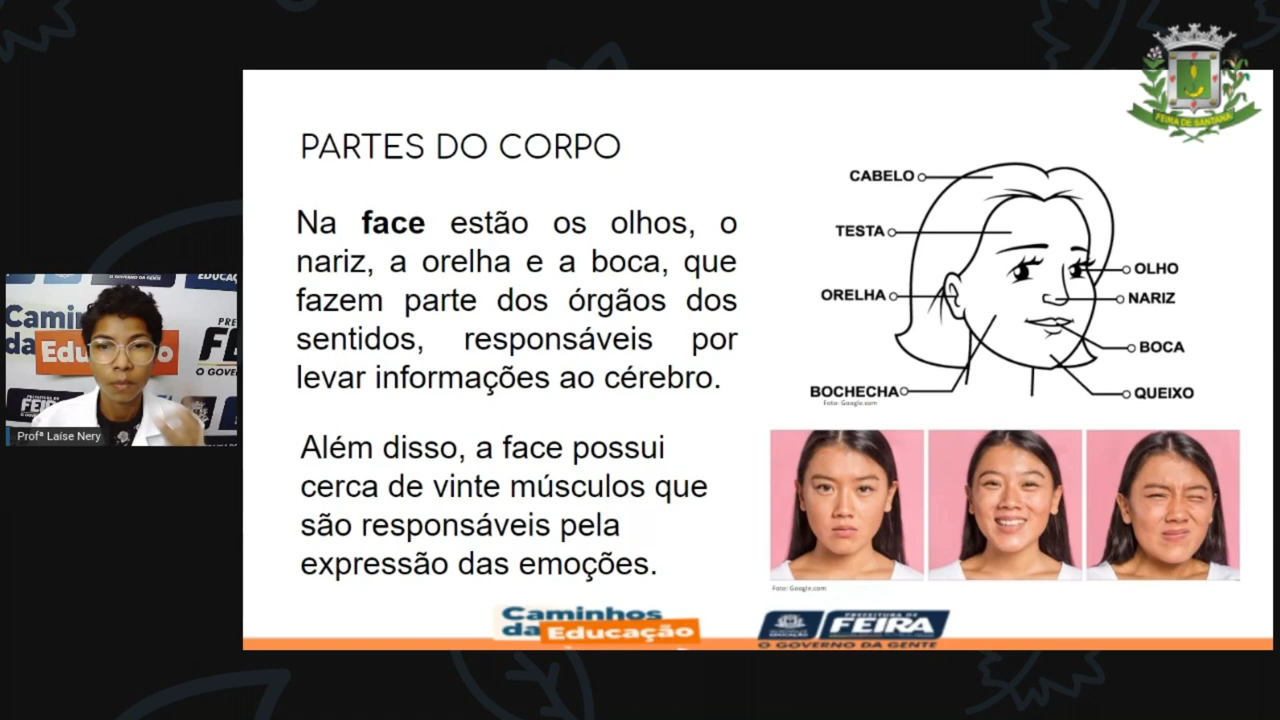 FEIRA DE SANTANA
PARTES DO CORPO
Na face estão os olhos, o
nariz, a orelha e a boca, que
fazem parte dos órgãos dos
sentidos, responsáveis por
levar informações ao cérebro.
Além disso, a face possui
cerca de vinte músculos que
são responsáveis pela
expressão das emoções.
CABELO
TESTA
ORELHA
BOCHECHA
OLHO
NARIZ
BOCA
QUEIXO
Foto: Google.com
Foto: Google.com
Profª Laíse Nery
Caminhos
da Educação
PREFEITURA DE
FEIRA
O GOVERNO DA GENTE